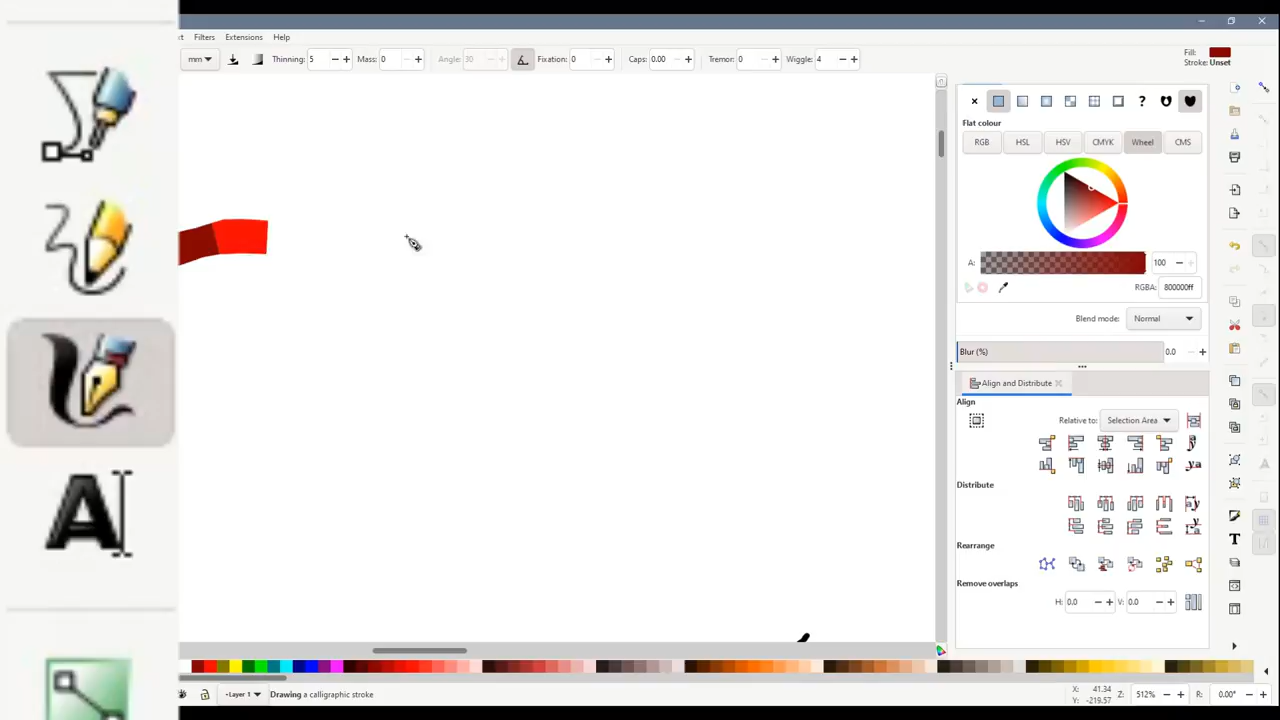 Filters Extensions Help
mm Thinning: 5 Mass: 0 Angle: 30 Fixation: 0 Caps: 0.00 Tremor: 0 Wiggle: 4
Fill:
Stroke: Unset
Flat colour
RGB HSL HSV CMYK Wheel CMS
A: 100
RGBA: 800000ff
Blend mode: Normal
Blur (%) 0.0
Align and Distribute
Align
Relative to: Selection Area
Distribute
Rearrange
Remove overlaps
H: 0.0 V: 0.0
Layer 1 Drawing a calligraphic stroke
X: 41.34
Y: -219.57
Z: 512% R: 0.00°